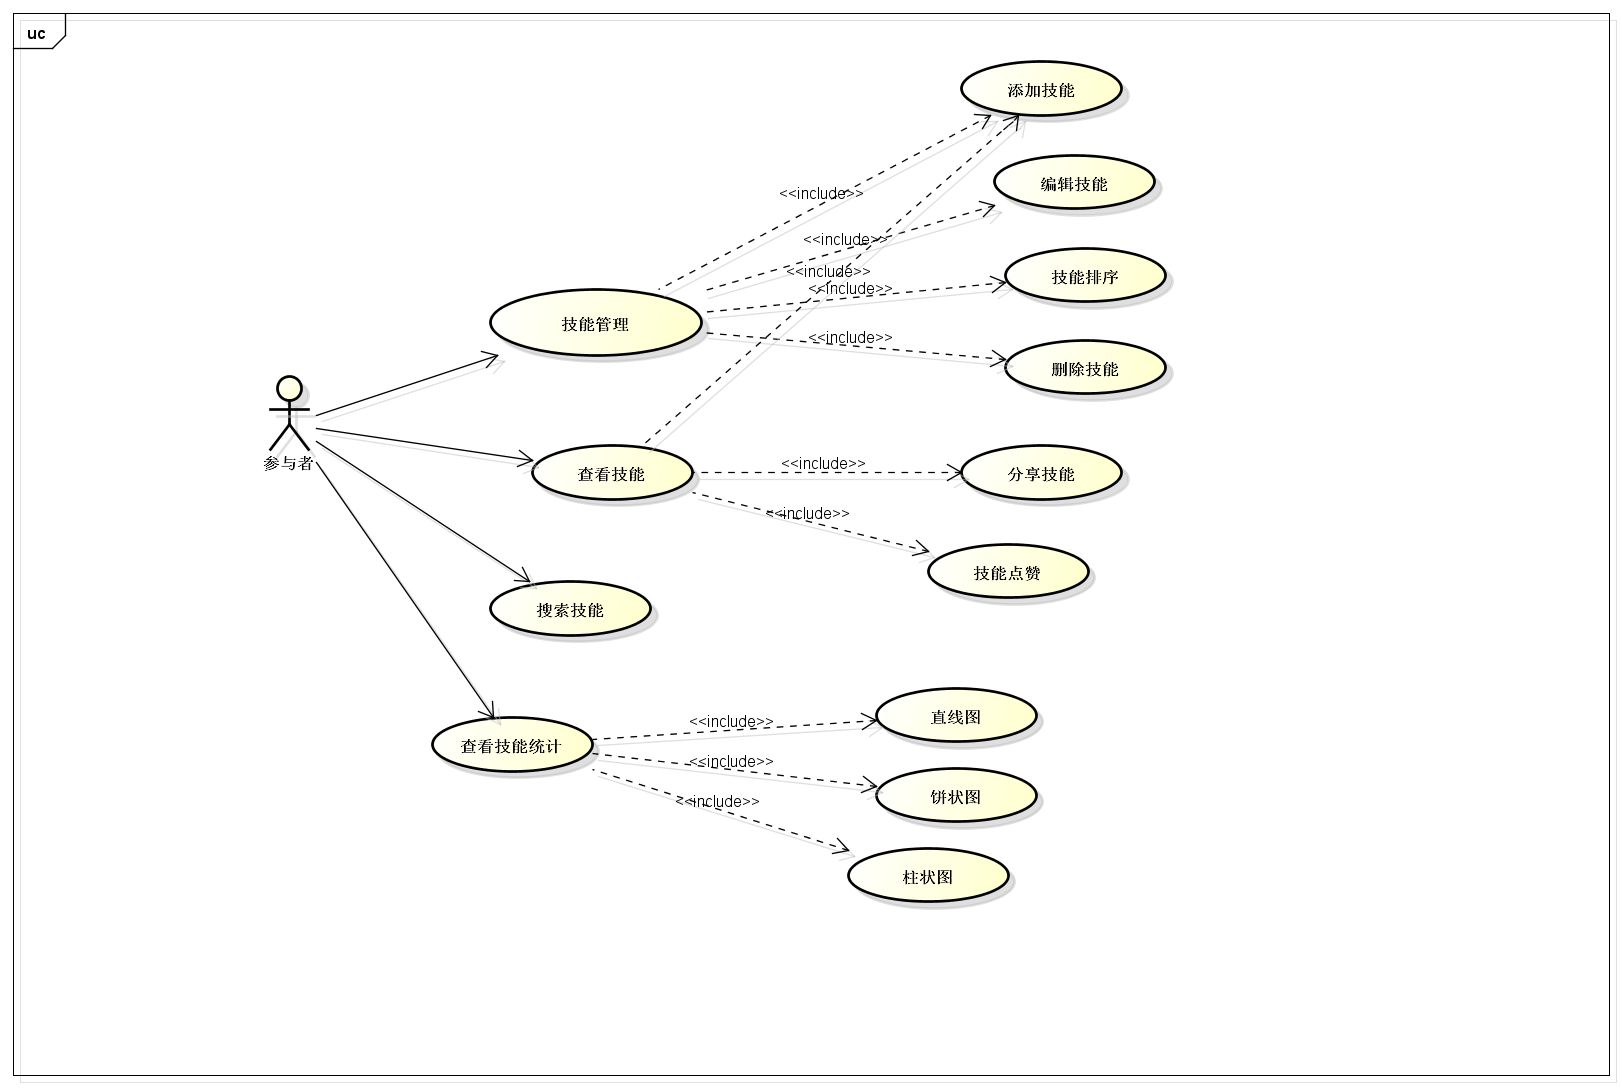 uc
添加技能
编辑技能
<<include>>
<<include>>
<<include>>
技能排序
<<include>>
技能管理
<<include>>
删除技能
参与者
查看技能
<<include>>
分享技能
<<include>>
技能点赞
搜索技能
直线图
<<include>>
查看技能统计
<<include>>
饼状图
<<include>>
柱状图